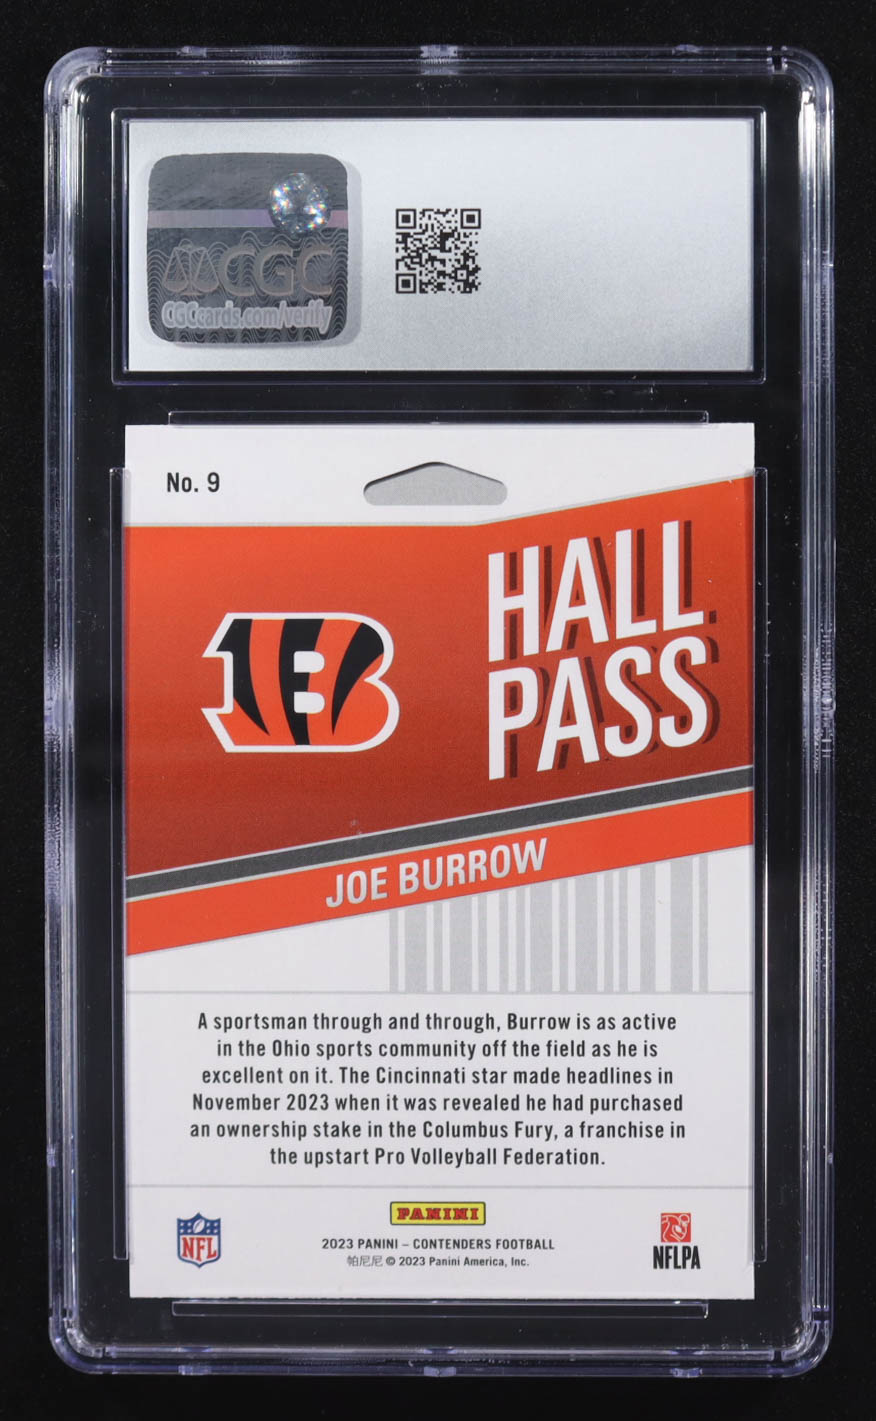 CGC
CGCcards.com/verify
No. 9
HALL
PASS
B
JOE BURROW
A sportsman through and through, Burrow is as active
in the Ohio sports community off the field as he is
excellent on it. The Cincinnati star made headlines in
November 2023 when it was revealed he had purchased
an ownership stake in the Columbus Fury, a franchise in
the upstart Pro Volleyball Federation.
PANINI
NFL
2023 PANINI – CONTENDERS FOOTBALL
帕尼尼 © 2023 Panini America, Inc.
NFLPA